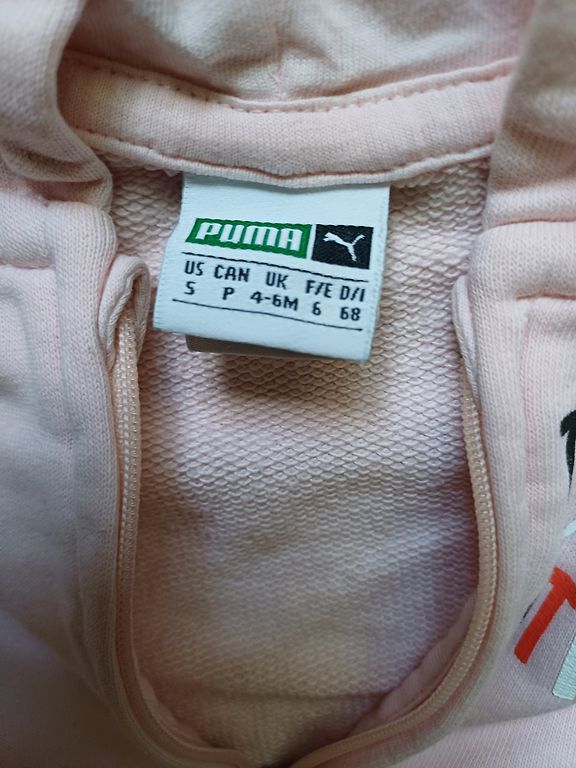 PUMA
US CAN UK F/E D/I
S P 4-6M 6 68